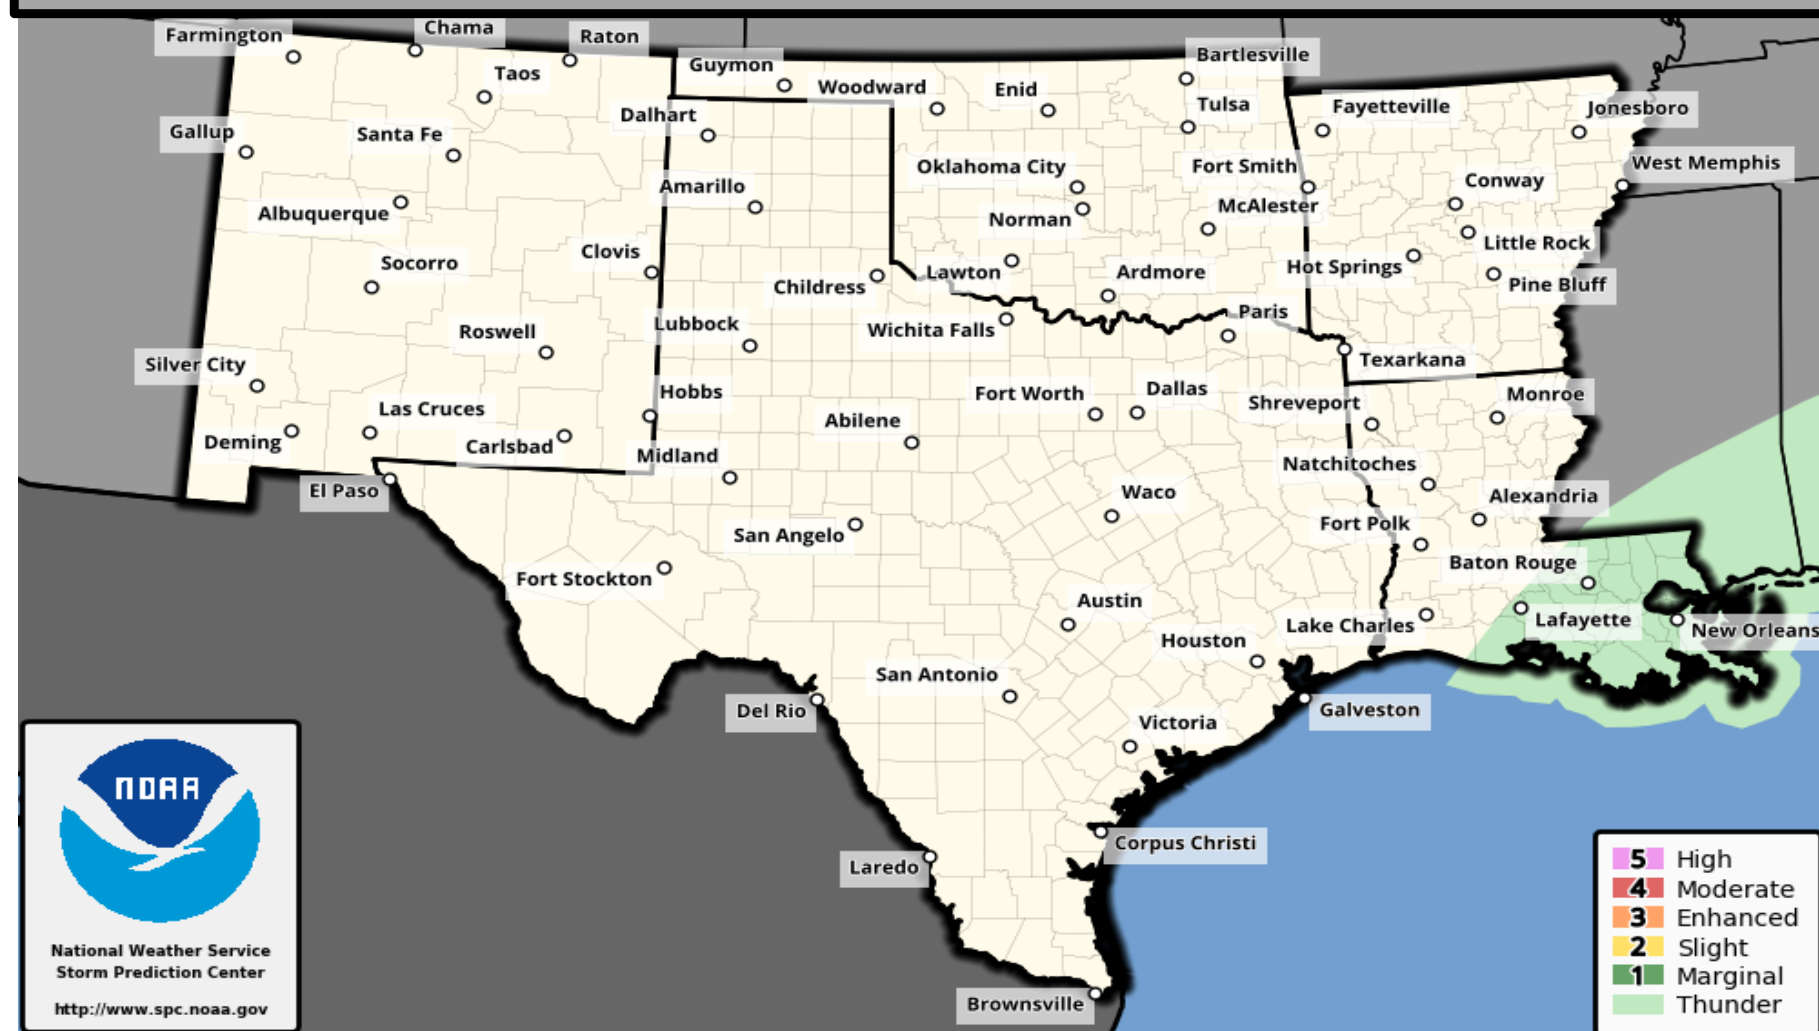 Farmington
Chama
Raton
Taos
Guymon
Woodward
Enid
Bartlesville
Tulsa
Fayetteville
Jonesboro
Dalhart
Gallup
Santa Fe
Oklahoma City
Fort Smith
Conway
West Memphis
Amarillo
Albuquerque
Norman
McAlester
Little Rock
Socorro
Clovis
Childress
Lawton
Ardmore
Hot Springs
Pine Bluff
Roswell
Lubbock
Wichita Falls
Paris
Texarkana
Silver City
Hobbs
Fort Worth
Dallas
Shreveport
Monroe
Las Cruces
Deming
Carlsbad
Midland
Abilene
Natchitoches
El Paso
San Angelo
Waco
Fort Polk
Alexandria
Fort Stockton
Baton Rouge
Austin
Houston
Lake Charles
Lafayette
New Orleans
San Antonio
Del Rio
Victoria
Galveston
Corpus Christi
Laredo
Brownsville
NOAA
National Weather Service
Storm Prediction Center
http://www.spc.noaa.gov
5 High
4 Moderate
3 Enhanced
2 Slight
1 Marginal
Thunder